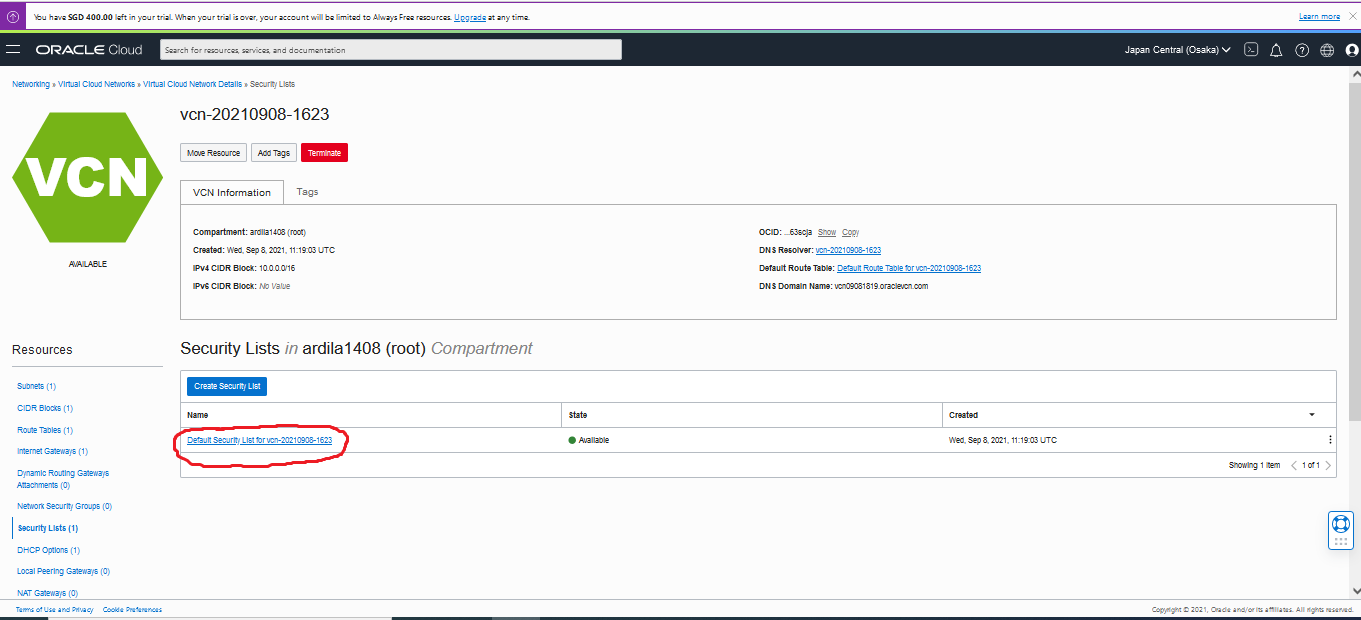 You have SGD 400.00 left in your trial. When your trial is over, your account will be limited to Always Free resources. Upgrade at any time.
Learn more
ORACLE Cloud
Search for resources, services, and documentation
Japan Central (Osaka)
Networking » Virtual Cloud Networks » Virtual Cloud Network Details » Security Lists
VCN
AVAILABLE
vcn-20210908-1623
Move Resource Add Tags Terminate
VCN Information Tags
Compartment: ardila1408 (root)
Created: Wed, Sep 8, 2021, 11:19:03 UTC
IPv4 CIDR Block: 10.0.0.0/16
IPv6 CIDR Block: No Value
OCID: ...63scja Show Copy
DNS Resolver: vcn-20210908-1623
Default Route Table: Default Route Table for vcn-20210908-1623
DNS Domain Name: vcn09081819.oraclevcn.com
Resources
Subnets (1)
CIDR Blocks (1)
Route Tables (1)
Internet Gateways (1)
Dynamic Routing Gateways
Attachments (0)
Network Security Groups (0)
Security Lists (1)
DHCP Options (1)
Local Peering Gateways (0)
NAT Gateways (0)
Security Lists in ardila1408 (root) Compartment
Create Security List
Name State Created
Default Security List for vcn-20210908-1623 Available Wed, Sep 8, 2021, 11:19:03 UTC
Showing 1 Item 1 of 1
Terms of Use and Privacy Cookie Preferences
Copyright © 2021, Oracle and/or its affiliates. All rights reserved.